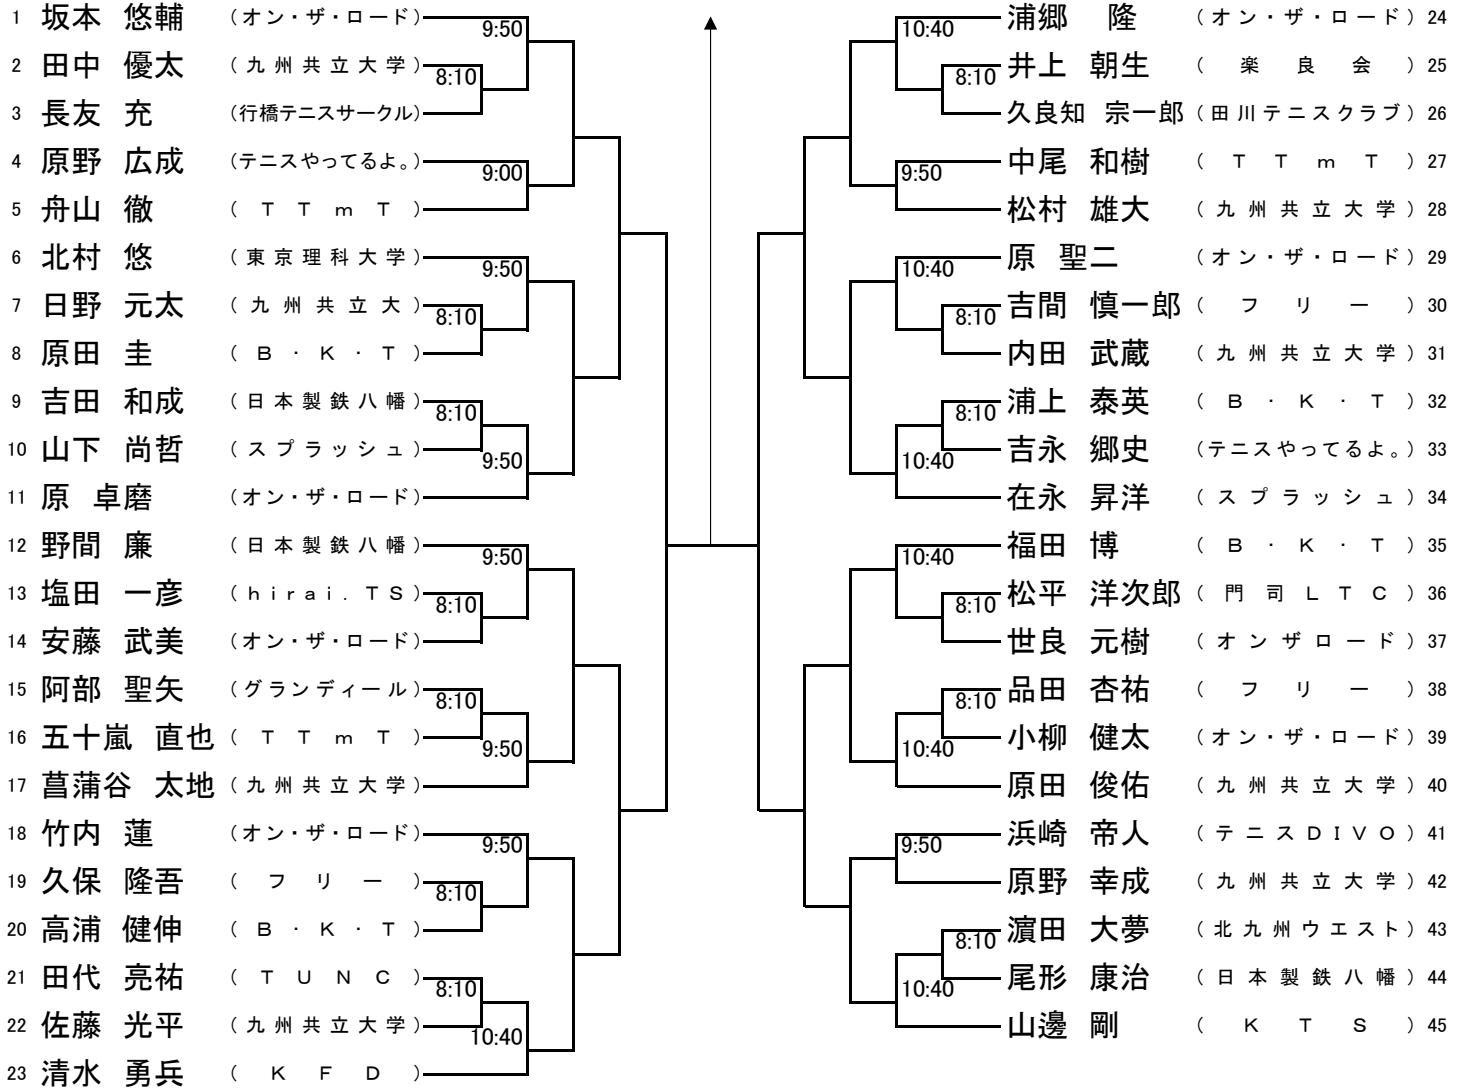 1 坂本 悠輔 (オン・ザ・ロード)
9:50
2 田中 優太 (九州共立大学)
8:10
3 長友 充 (行橋テニスサークル)
4 原野 広成 (テニスやってるよ。)
9:00
5 舟山 徹 (TTmT)
6 北村 悠 (東京理科大学)
9:50
7 日野 元太 (九州共立大)
8:10
8 原田 圭 (B・K・T)
9 吉田 和成 (日本製鉄八幡)
8:10
10 山下 尚哲 (スプラッシュ)
9:50
11 原 卓磨 (オン・ザ・ロード)
12 野間 廉 (日本製鉄八幡)
9:50
13 塩田 一彦 (hirai.TS)
8:10
14 安藤 武美 (オン・ザ・ロード)
15 阿部 聖矢 (グランディール)
8:10
16 五十嵐 直也 (TTmT)
9:50
17 菖蒲谷 太地 (九州共立大学)
18 竹内 蓮 (オン・ザ・ロード)
9:50
19 久保 隆吾 (フリー)
8:10
20 高浦 健伸 (B・K・T)
21 田代 亮祐 (TUNC)
8:10
22 佐藤 光平 (九州共立大学)
10:40
23 清水 勇兵 (KFD)
浦郷 隆 (オン・ザ・ロード) 24
10:40
井上 朝生 (楽良会) 25
8:10
久良知 宗一郎 (田川テニスクラブ) 26
中尾 和樹 (TTmT) 27
9:50
松村 雄大 (九州共立大学) 28
原 聖二 (オン・ザ・ロード) 29
10:40
吉間 慎一郎 (フリー) 30
8:10
内田 武蔵 (九州共立大学) 31
浦上 泰英 (B・K・T) 32
8:10
吉永 郷史 (テニスやってるよ。) 33
10:40
在永 昇洋 (スプラッシュ) 34
福田 博 (B・K・T) 35
10:40
松平 洋次郎 (門司LTC) 36
8:10
世良 元樹 (オンザロード) 37
品田 杏祐 (フリー) 38
8:10
小柳 健太 (オン・ザ・ロード) 39
10:40
原田 俊佑 (九州共立大学) 40
浜崎 帝人 (テニスDIVO) 41
9:50
原野 幸成 (九州共立大学) 42
濵田 大夢 (北九州ウエスト) 43
8:10
尾形 康治 (日本製鉄八幡) 44
10:40
山邊 剛 (KTS) 45